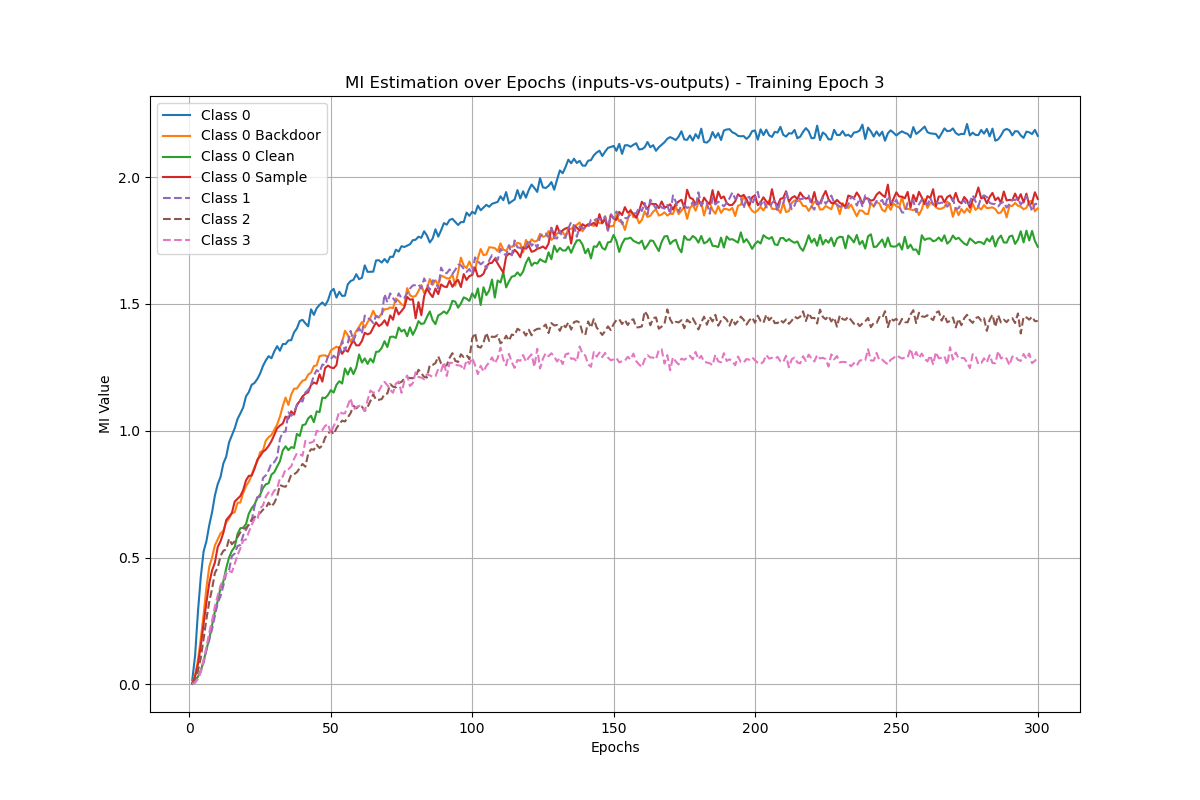 MI Estimation over Epochs (inputs-vs-outputs) - Training Epoch 3
Class 0
Class 0 Backdoor
Class 0 Clean
Class 0 Sample
Class 1
Class 2
Class 3
2.0
1.5
1.0
0.5
0.0
MI Value
0 50 100 150 200 250 300
Epochs